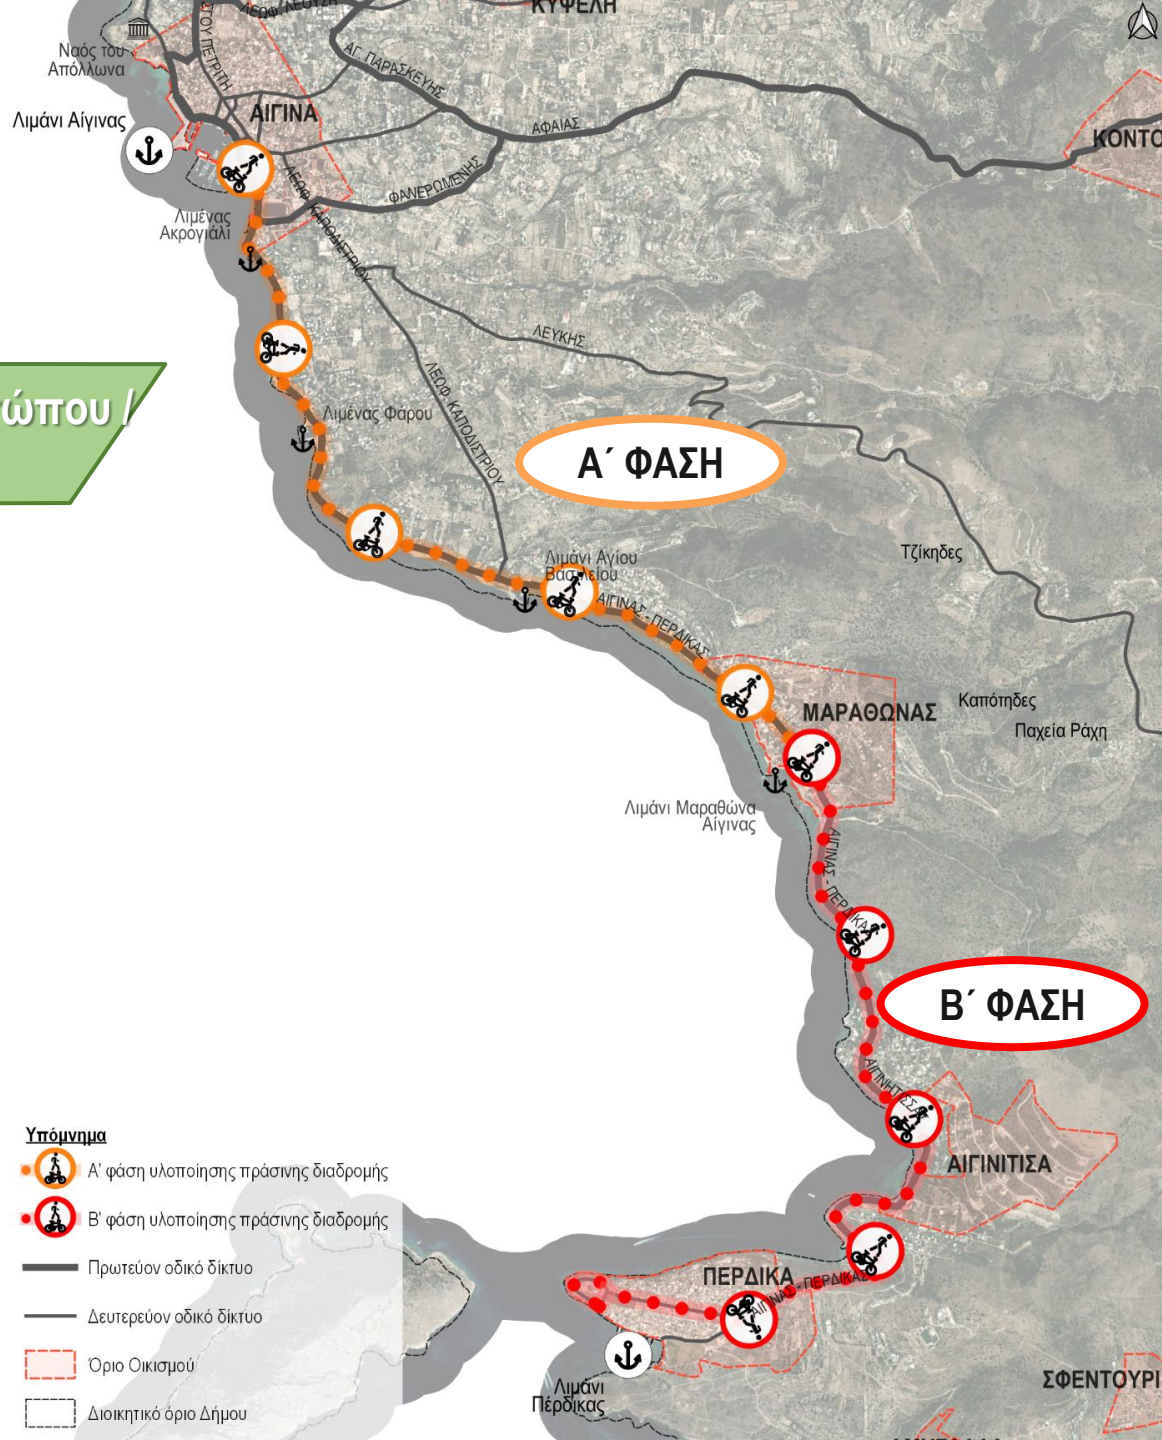 ΚΥΨΕΛΗ
ΛΕΩΦ.
Ναός του
Απόλλωνα
ΑΓ. ΠΑΡΑΣΚΕΥΗΣ
ΑΙΓΙΝΑ
Λιμάνι Αίγινας
ΑΦΑΙΑΣ
ΚΟΝΤΟ
ΛΕΩΦ. ΚΑΠΟΔΙΣΤΡΙΟΥ
ΦΑΝΕΡΩΜΕΝΗΣ
Λιμένας
Ακρογιάλι
ΛΕΥΚΗΣ
ΛΕΩΦ. ΚΑΠΟΔΙΣΤΡΙΟΥ
ώπου /
Λιμένας Φάρου
Α΄ ΦΑΣΗ
Τζίκηδες
Λιμάνι Αγίου
Βασιλείου
ΑΙΓΙΝΑΣ - ΠΕΡΔΙΚΑΣ
Καπότηδες
ΜΑΡΑΘΩΝΑΣ
Παχεία Ράχη
Λιμάνι Μαραθώνα
Αίγινας
ΑΙΓΙΝΑΣ - ΠΕΡΔΙΚΑΣ
Β΄ ΦΑΣΗ
ΑΙΓΙΝΗΤΙΣΣΑΣ
ΑΙΓΙΝΙΤΙΣΑ
ΠΕΡΔΙΚΑ
ΑΙΓΙΝΑΣ - ΠΕΡΔΙΚΑΣ
Λιμάνι
Πέρδικας
ΣΦΕΝΤΟΥΡΙ
Υπόμνημα
Α' φάση υλοποίησης πράσινης διαδρομής
Β' φάση υλοποίησης πράσινης διαδρομής
Πρωτεύον οδικό δίκτυο
Δευτερεύον οδικό δίκτυο
Όριο Οικισμού
Διοικητικό όριο Δήμου